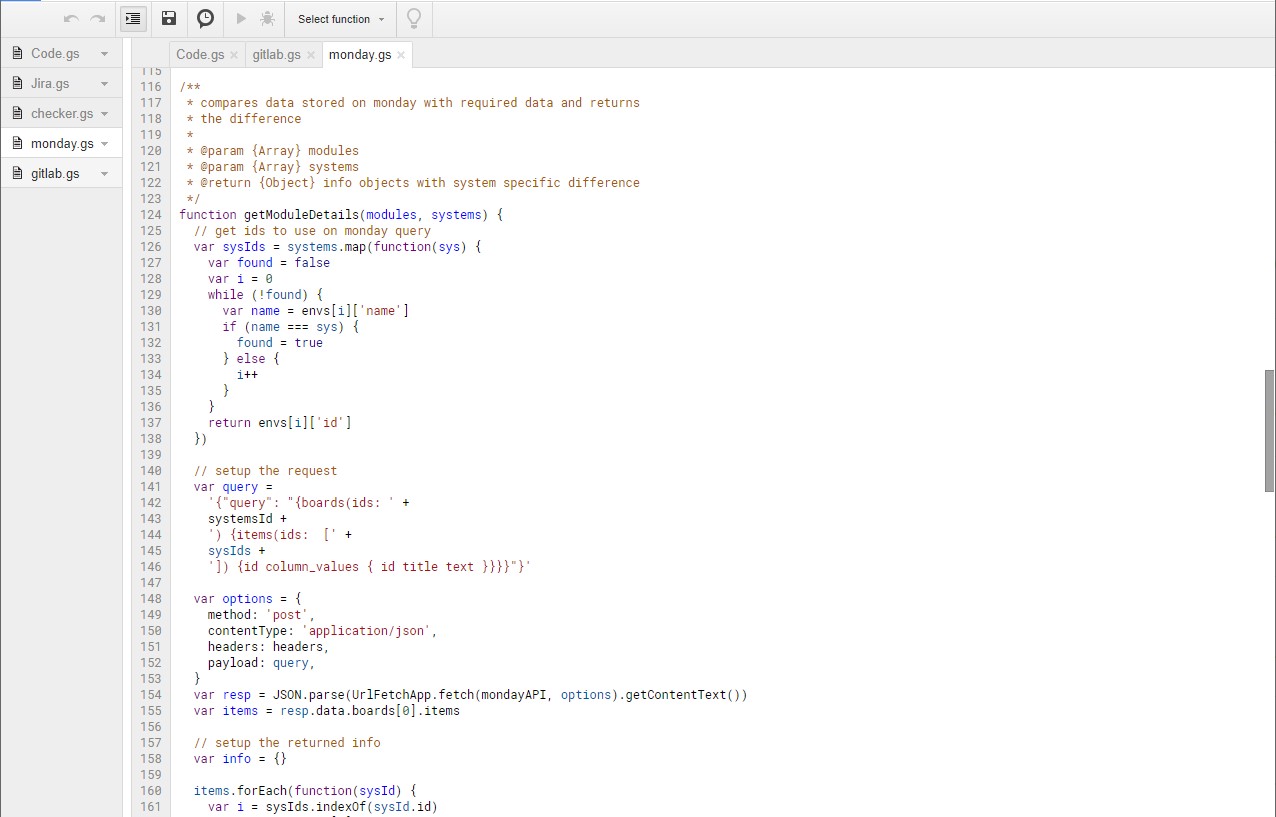 Select function
Code.gs
Jira.gs
checker.gs
monday.gs
gitlab.gs
Code.gs × gitlab.gs × monday.gs ×
115
116 /**
117  * compares data stored on monday with required data and returns
118  * the difference
119  *
120  * @param {Array} modules
121  * @param {Array} systems
122  * @return {Object} info objects with system specific difference
123  */
124 function getModuleDetails(modules, systems) {
125   // get ids to use on monday query
126   var sysIds = systems.map(function(sys) {
127     var found = false
128     var i = 0
129     while (!found) {
130       var name = envs[i]['name']
131       if (name === sys) {
132         found = true
133       } else {
134         i++
135       }
136     }
137     return envs[i]['id']
138   })
139
140   // setup the request
141   var query =
142     '{"query": "{boards(ids: ' +
143     systemsId +
144     ') {items(ids:  [' +
145     sysIds +
146     ']) {id column_values { id title text }}}}"}'
147
148   var options = {
149     method: 'post',
150     contentType: 'application/json',
151     headers: headers,
152     payload: query,
153   }
154   var resp = JSON.parse(UrlFetchApp.fetch(mondayAPI, options).getContentText())
155   var items = resp.data.boards[0].items
156
157   // setup the returned info
158   var info = {}
159
160   items.forEach(function(sysId) {
161     var i = sysIds.indexOf(sysId.id)